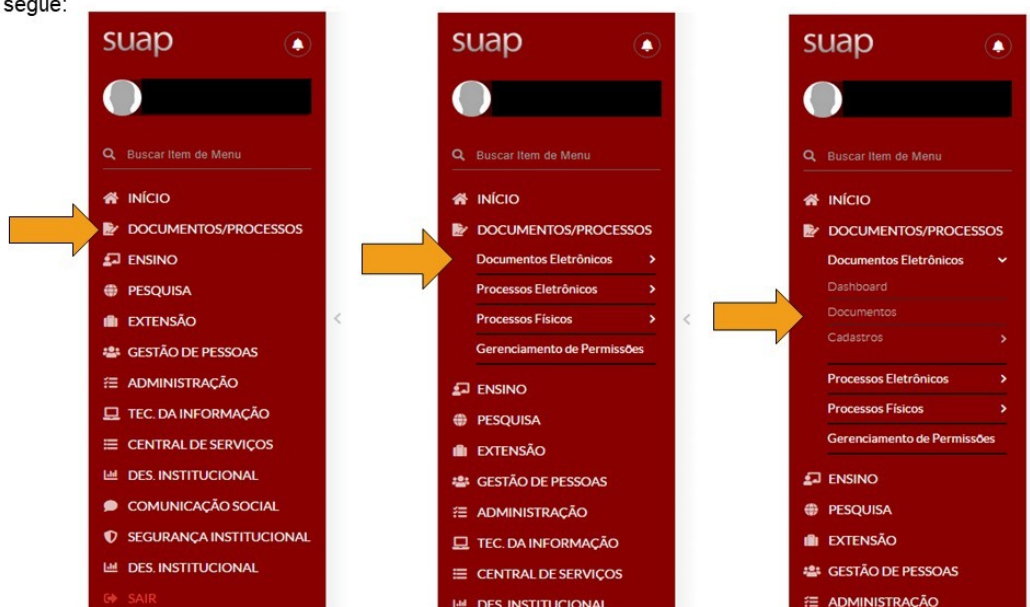 segue:
suap
Buscar Item de Menu
INÍCIO
DOCUMENTOS/PROCESSOS
ENSINO
PESQUISA
EXTENSÃO
GESTÃO DE PESSOAS
ADMINISTRAÇÃO
TEC. DA INFORMAÇÃO
CENTRAL DE SERVIÇOS
DES. INSTITUCIONAL
COMUNICAÇÃO SOCIAL
SEGURANÇA INSTITUCIONAL
DES. INSTITUCIONAL
SAIR
suap
Buscar Item de Menu
INÍCIO
DOCUMENTOS/PROCESSOS
Documentos Eletrônicos
Processos Eletrônicos
Processos Físicos
Gerenciamento de Permissões
ENSINO
PESQUISA
EXTENSÃO
GESTÃO DE PESSOAS
ADMINISTRAÇÃO
TEC. DA INFORMAÇÃO
CENTRAL DE SERVIÇOS
DES. INSTITUCIONAL
suap
Buscar Item de Menu
INÍCIO
DOCUMENTOS/PROCESSOS
Documentos Eletrônicos
Dashboard
Documentos
Cadastros
Processos Eletrônicos
Processos Físicos
Gerenciamento de Permissões
ENSINO
PESQUISA
EXTENSÃO
GESTÃO DE PESSOAS
ADMINISTRAÇÃO